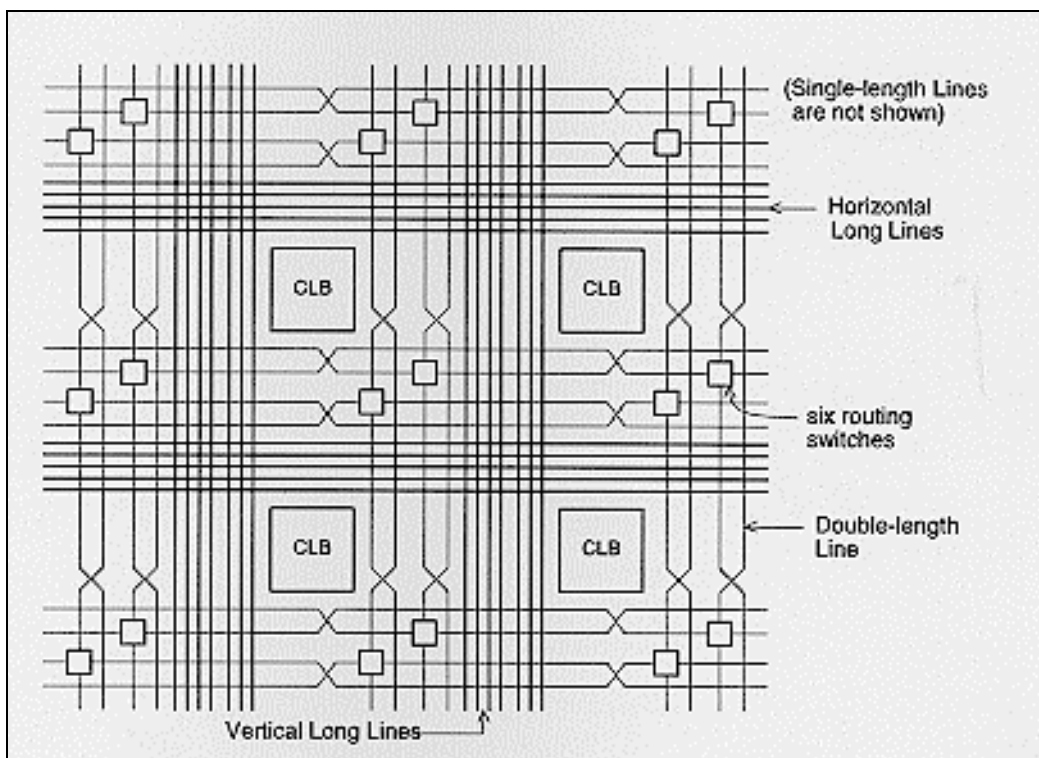 (Single-length Lines
are not shown)
Horizontal
Long Lines
CLB
CLB
six routing
switches
CLB
CLB
Double-length
Line
Vertical Long Lines